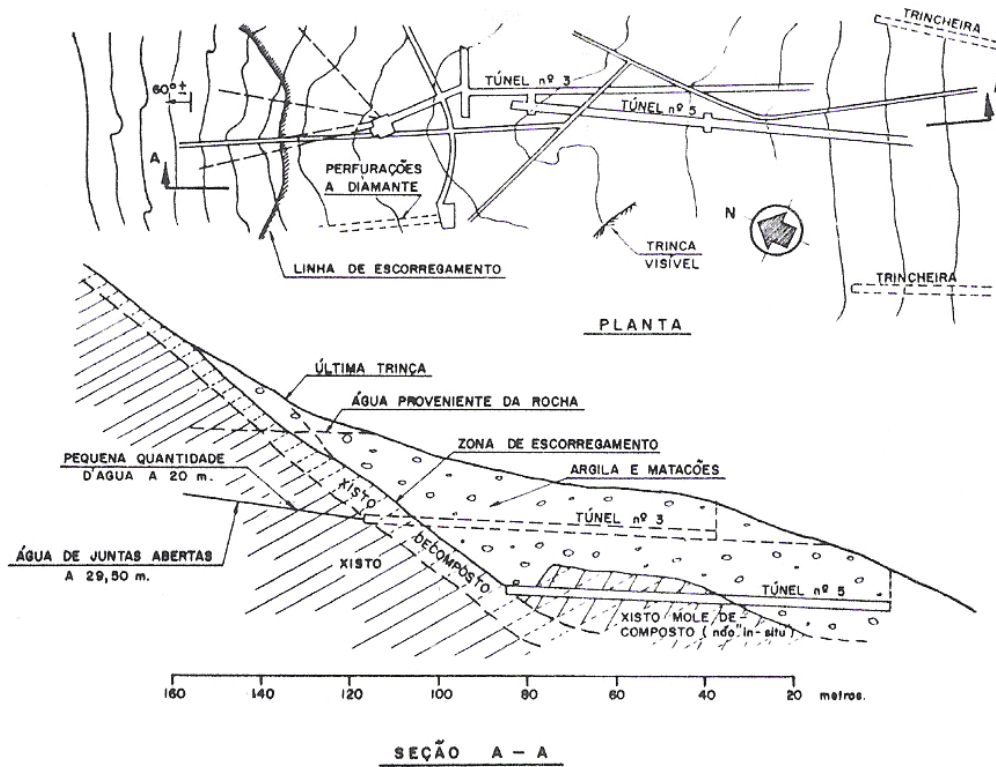 TRINCHEIRA
60º±
TÚNEL nº 3
TÚNEL nº 5
A
PERFURAÇÕES
A DIAMANTE
N
TRINCA
VISÍVEL
LINHA DE ESCORREGAMENTO
TRINCHEIRA
PLANTA
ÚLTIMA TRINÇA
ÁGUA PROVENIENTE DA ROCHA
ZONA DE ESCORREGAMENTO
PEQUENA QUANTIDADE
D'AGUA A 20 m.
ARGILA E MATACÕES
XISTO
TÚNEL nº 3
ÁGUA DE JUNTAS ABERTAS
A 29,50 m.
XISTO
DECOMPOSTO
TÚNEL nº 5
XISTO MOLE DE-
COMPOSTO (não "in-situ")
160 140 120 100 80 60 40 20 metros.
SEÇÃO A - A